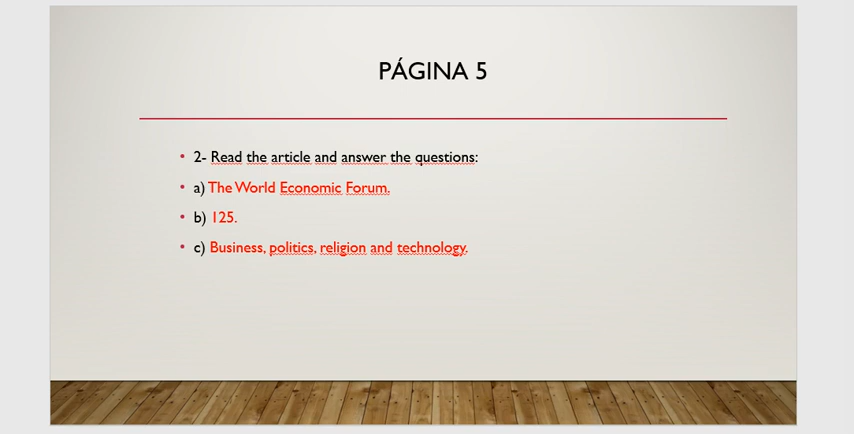 PÁGINA 5
• 2- Read the article and answer the questions:
• a) The World Economic Forum.
• b) 125.
• c) Business, politics, religion and technology.